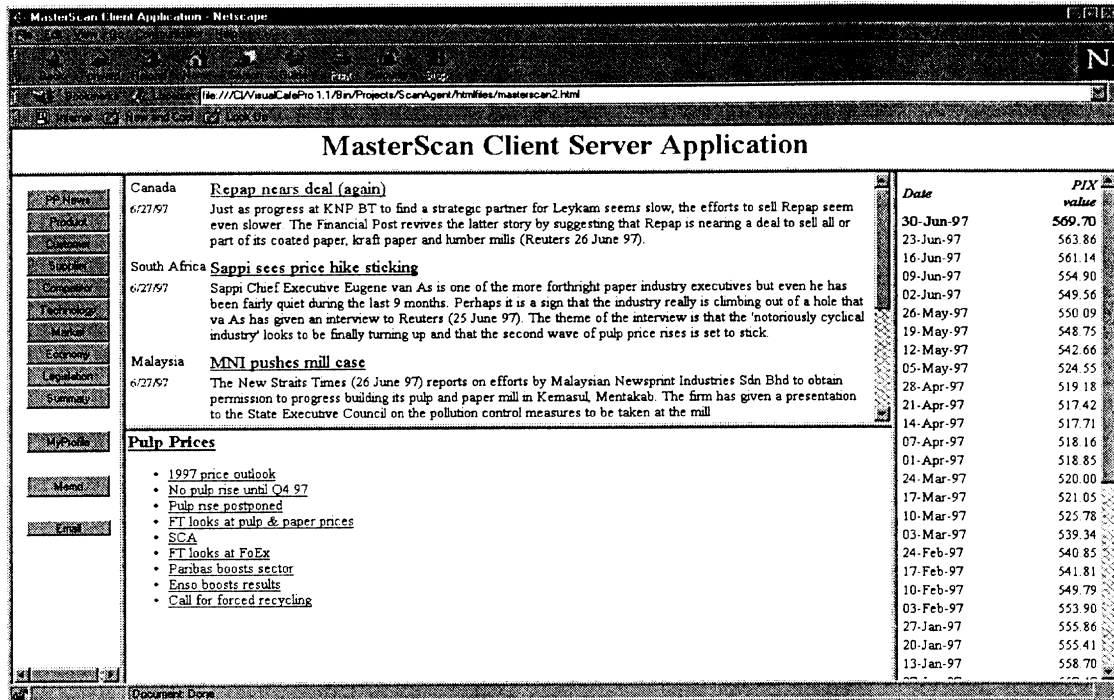 MasterScan Client Application - Netscape
Print
Stop
N
file:///C|/VisualCafePro 1.1/Bin/Projects/ScanAgent/htmlfiles/masterscan2.html
MasterScan Client Server Application
PP News
Product
Customer
Supplier
Competitor
Technology
Market
Economy
Legislation
Summary
MyProfile
Memo
Email
Canada Repap nears deal (again)
6/27/97 Just as progress at KNP BT to find a strategic partner for Leykam seems slow, the efforts to sell Repap seem
even slower. The Financial Post revives the latter story by suggesting that Repap is nearing a deal to sell all or
part of its coated paper, kraft paper and lumber mills (Reuters 26 June 97).
South Africa Sappi sees price hike sticking
6/27/97 Sappi Chief Executive Eugene van As is one of the more forthright paper industry executives but even he has
been fairly quiet during the last 9 months. Perhaps it is a sign that the industry really is climbing out of a hole that
va As has given an interview to Reuters (25 June 97). The theme of the interview is that the 'notoriously cyclical
industry' looks to be finally turning up and that the second wave of pulp price rises is set to stick.
Malaysia MNI pushes mill case
6/27/97 The New Straits Times (26 June 97) reports on efforts by Malaysian Newsprint Industries Sdn Bhd to obtain
permission to progress building its pulp and paper mill in Kemasul, Mentakab. The firm has given a presentation
to the State Executive Council on the pollution control measures to be taken at the mill
Pulp Prices
• 1997 price outlook
• No pulp rise until Q4 97
• Pulp rise postponed
• FT looks at pulp & paper prices
• SCA
• FT looks at FoEx
• Paribas boosts sector
• Enso boosts results
• Call for forced recycling
Date PIX value
30-Jun-97 569.70
23-Jun-97 563.86
16-Jun-97 561.14
09-Jun-97 554.90
02-Jun-97 549.56
26-May-97 550.09
19-May-97 548.75
12-May-97 542.66
05-May-97 524.55
28-Apr-97 519.18
21-Apr-97 517.42
14-Apr-97 517.71
07-Apr-97 518.16
01-Apr-97 518.85
24-Mar-97 520.00
17-Mar-97 521.05
10-Mar-97 525.78
03-Mar-97 539.34
24-Feb-97 540.85
17-Feb-97 541.81
10-Feb-97 549.79
03-Feb-97 553.90
27-Jan-97 555.86
20-Jan-97 555.41
13-Jan-97 558.70
Document: Done